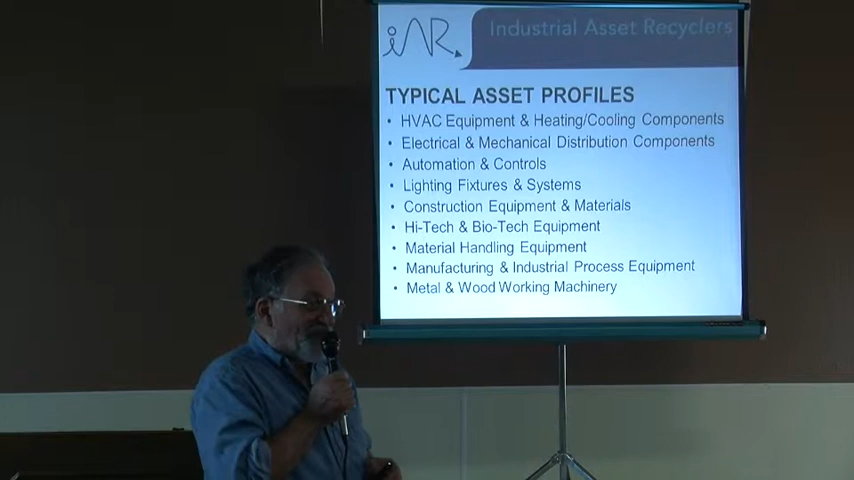 iAR
Industrial Asset Recyclers
TYPICAL ASSET PROFILES
• HVAC Equipment & Heating/Cooling Components
• Electrical & Mechanical Distribution Components
• Automation & Controls
• Lighting Fixtures & Systems
• Construction Equipment & Materials
• Hi-Tech & Bio-Tech Equipment
• Material Handling Equipment
• Manufacturing & Industrial Process Equipment
• Metal & Wood Working Machinery